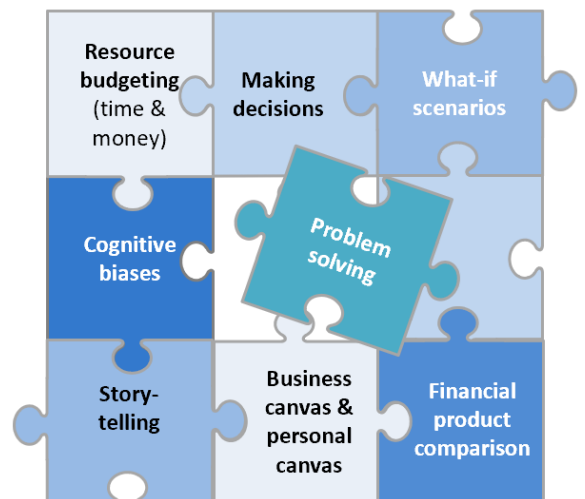 Resource
budgeting
(time &
money)
Making
decisions
What-if
scenarios
Cognitive
biases
Problem
solving
Story-
telling
Business
canvas &
personal
canvas
Financial
product
comparison